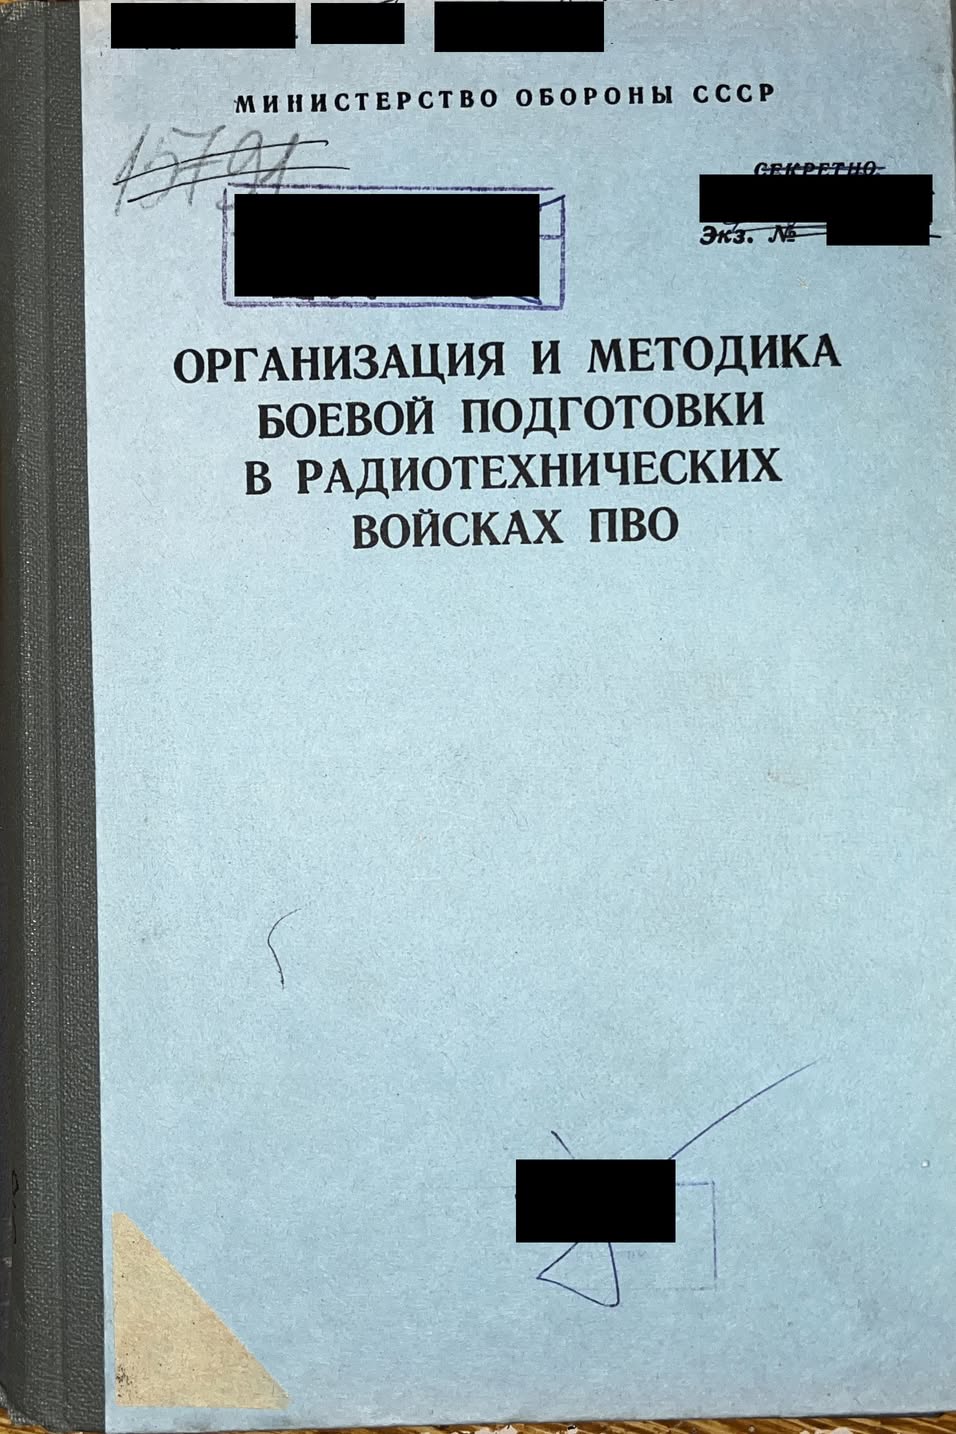 МИНИСТЕРСТВО ОБОРОНЫ СССР
15791
СЕКРЕТНО
Экз. №
ОРГАНИЗАЦИЯ И МЕТОДИКА
БОЕВОЙ ПОДГОТОВКИ
В РАДИОТЕХНИЧЕСКИХ
ВОЙСКАХ ПВО